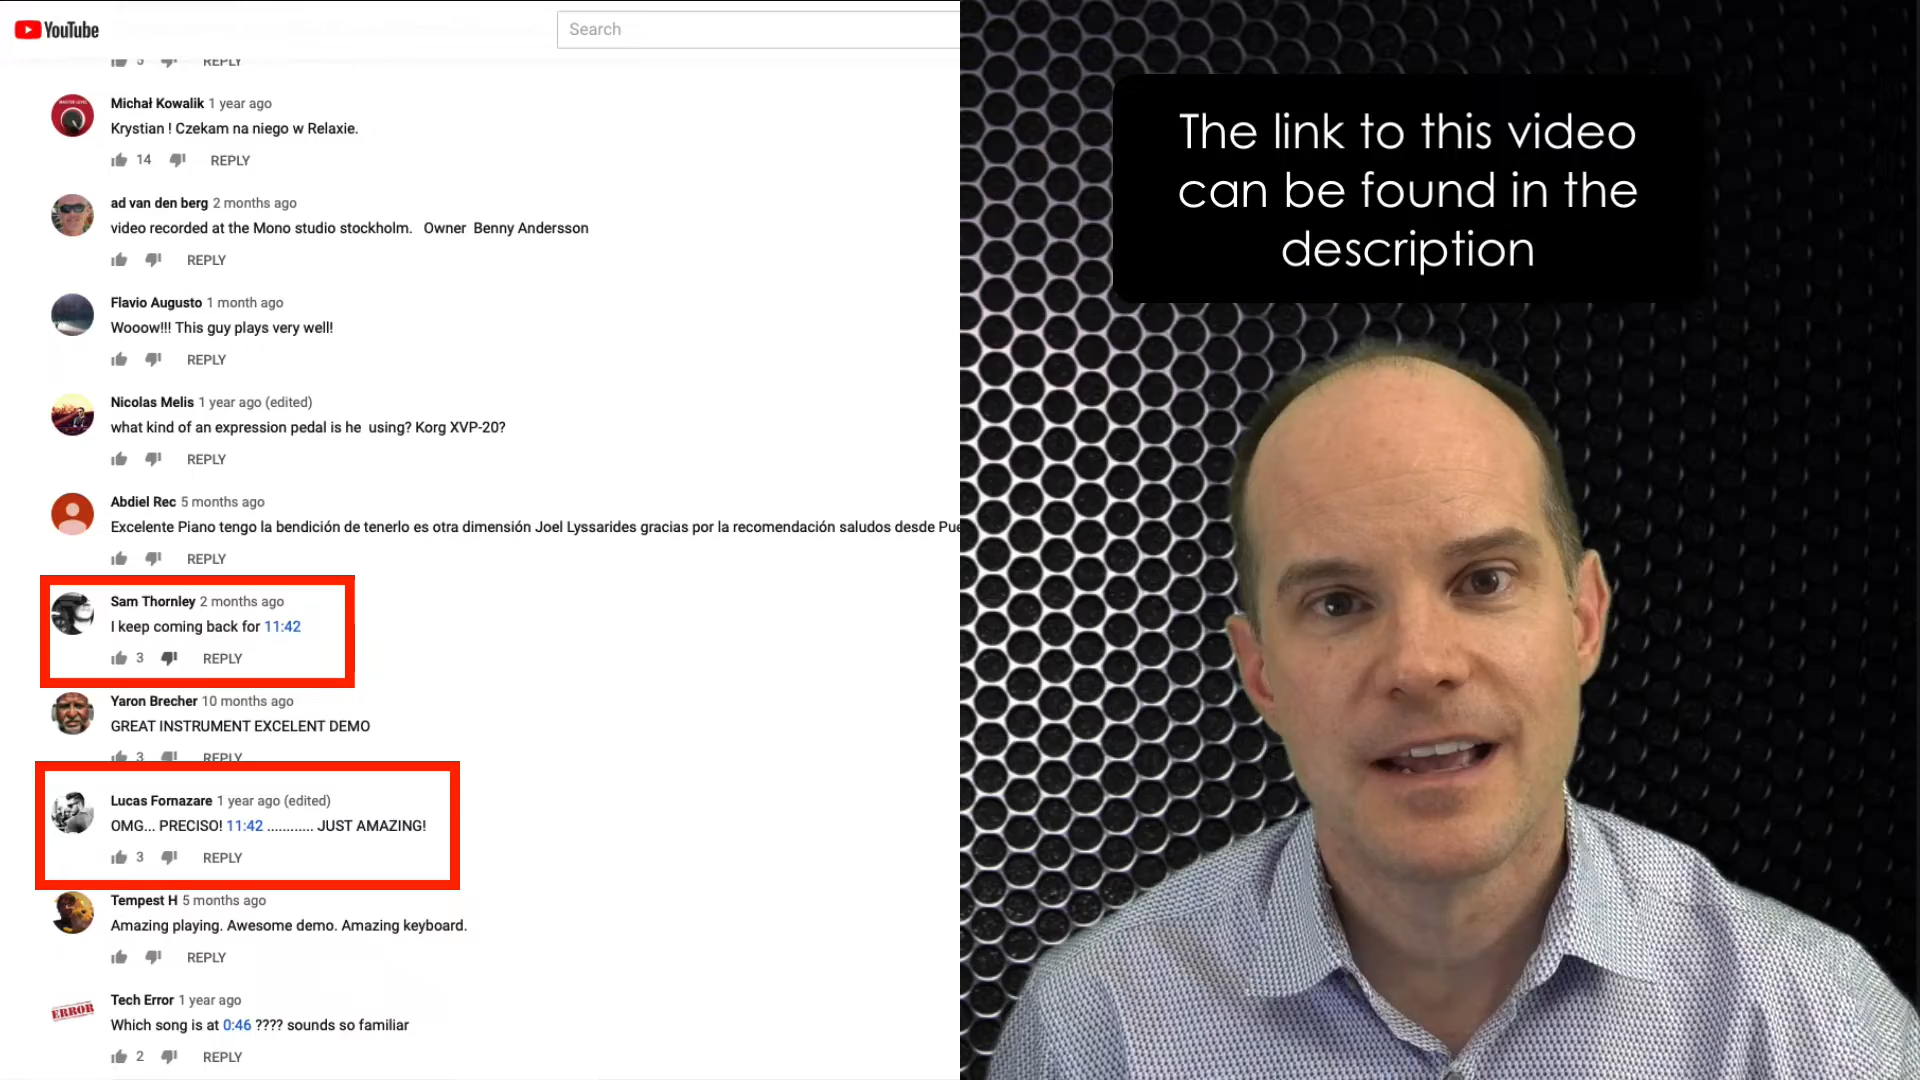 YouTube
Search
5 REPLY
Michał Kowalik 1 year ago
Krystian ! Czekam na niego w Relaxie.
14 REPLY
ad van den berg 2 months ago
video recorded at the Mono studio stockholm. Owner Benny Andersson
REPLY
Flavio Augusto 1 month ago
Wooow!!! This guy plays very well!
REPLY
Nicolas Melis 1 year ago (edited)
what kind of an expression pedal is he using? Korg XVP-20?
REPLY
Abdiel Rec 5 months ago
Excelente Piano tengo la bendición de tenerlo es otra dimensión Joel Lyssarides gracias por la recomendación saludos desde Pue
REPLY
Sam Thornley 2 months ago
I keep coming back for 11:42
3 REPLY
Yaron Brecher 10 months ago
GREAT INSTRUMENT EXCELENT DEMO
3 REPLY
Lucas Fornazare 1 year ago (edited)
OMG... PRECISO! 11:42 ............ JUST AMAZING!
3 REPLY
Tempest H 5 months ago
Amazing playing. Awesome demo. Amazing keyboard.
REPLY
ERROR
Tech Error 1 year ago
Which song is at 0:46 ???? sounds so familiar
2 REPLY
The link to this video
can be found in the
description